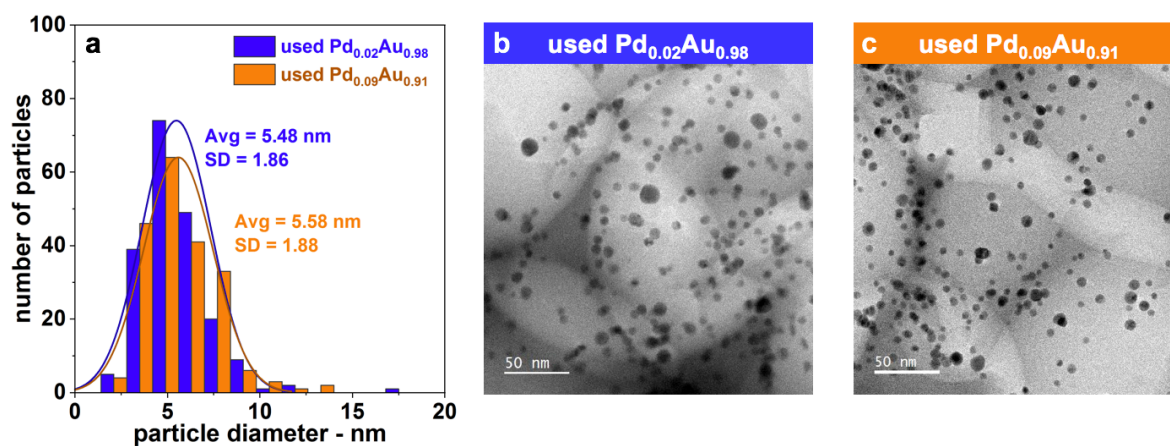 a
used Pd0.02Au0.98
used Pd0.09Au0.91
Avg = 5.48 nm
SD = 1.86
Avg = 5.58 nm
SD = 1.88
number of particles
100
80
60
40
20
0
0
5
10
15
20
particle diameter - nm
b used Pd0.02Au0.98
50 nm
c used Pd0.09Au0.91
50 nm